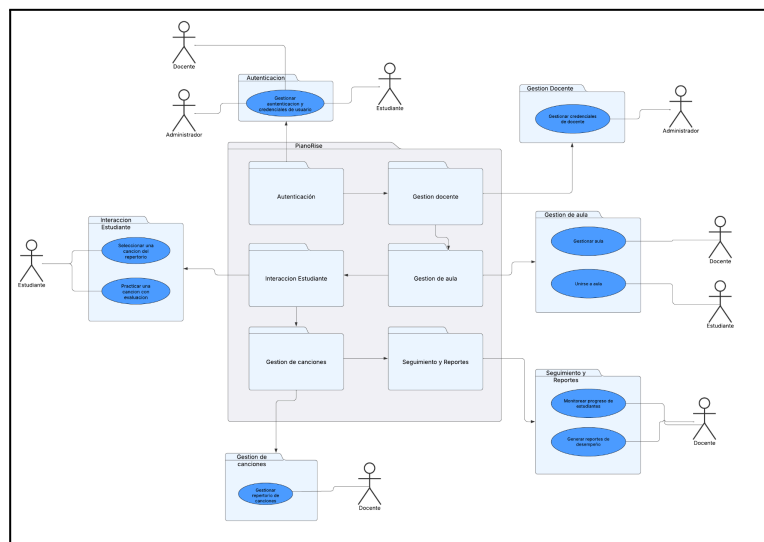 Docente
Autenticacion
Gestionar
auntenticacion y
credenciales de usuario
Estudiante
Administrador
Gestion Docente
Gestionar credenciales
de docente
Administrador
PianoRise
Autenticación
Gestion docente
Interaccion
Estudiante
Seleccionar una
cancion del
repertorio
Practicar una
cancion con
evaluacion
Estudiante
Interaccion Estudiante
Gestion de aula
Gestion de aula
Gestionar aula
Docente
Unirse a aula
Estudiante
Gestion de canciones
Seguimiento y Reportes
Seguimiento y
Reportes
Monitorear progreso de
estudiantes
Generar reportes de
desempeño
Docente
Gestion de
canciones
Gestionar
repertorio de
canciones
Docente